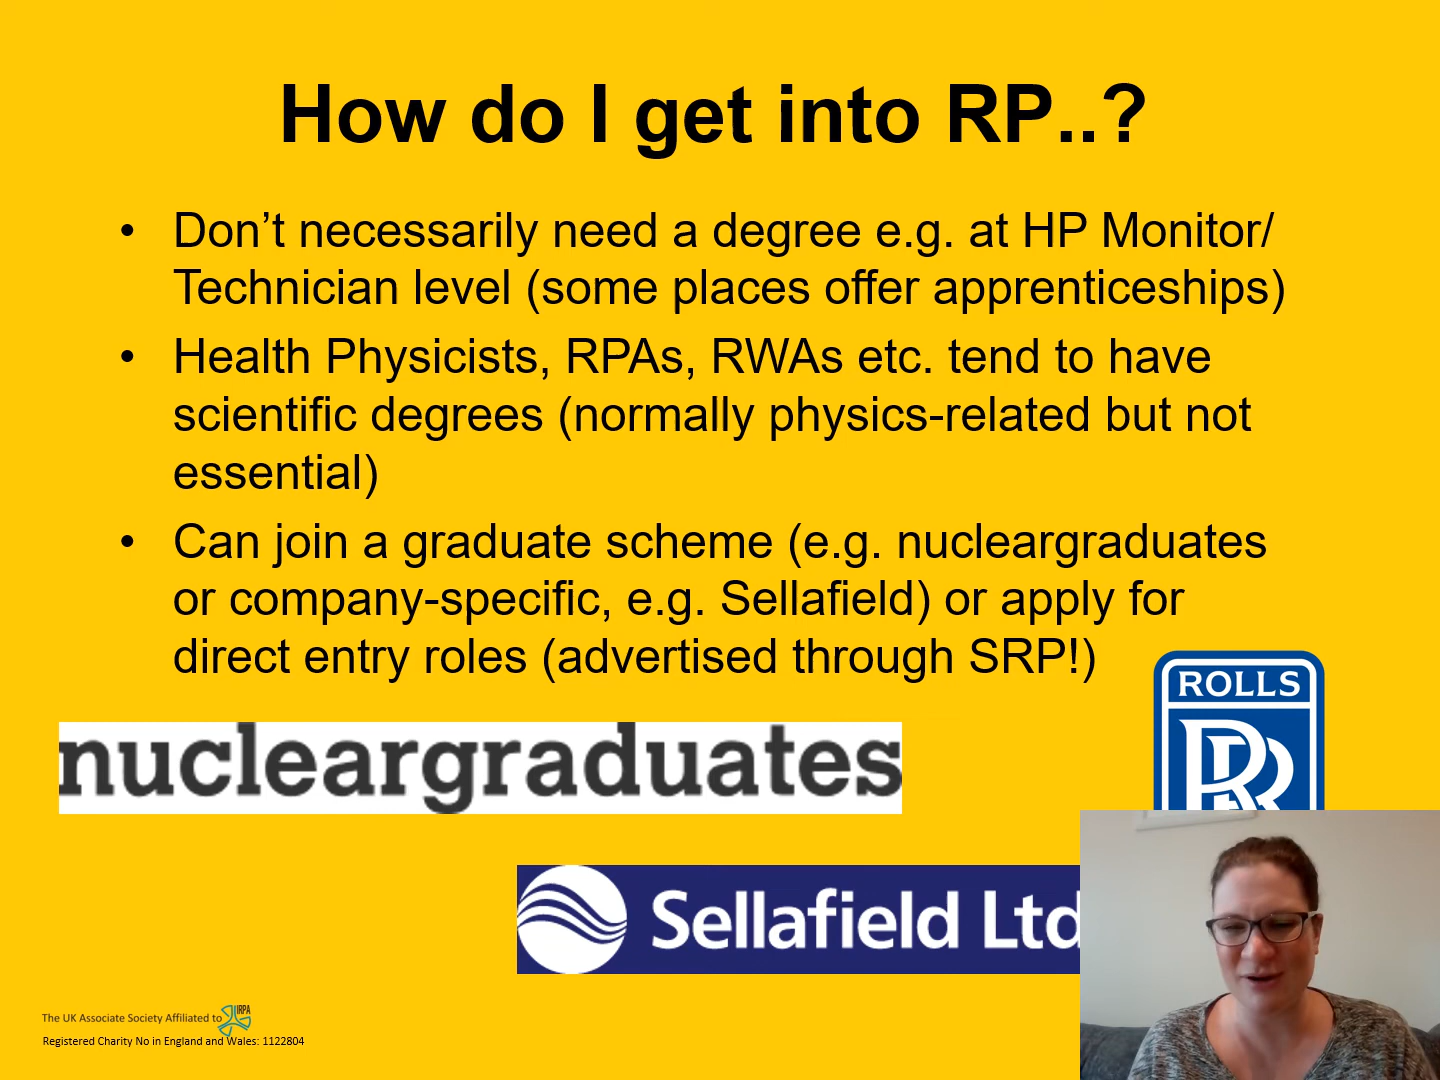 How do I get into RP..?
• Don’t necessarily need a degree e.g. at HP Monitor/
Technician level (some places offer apprenticeships)
• Health Physicists, RPAs, RWAs etc. tend to have
scientific degrees (normally physics-related but not
essential)
• Can join a graduate scheme (e.g. nucleargraduates
or company-specific, e.g. Sellafield) or apply for
direct entry roles (advertised through SRP!)
ROLLS
RR
nucleargraduates
Sellafield Ltd
The UK Associate Society Affiliated to
IRPA
Registered Charity No in England and Wales: 1122804